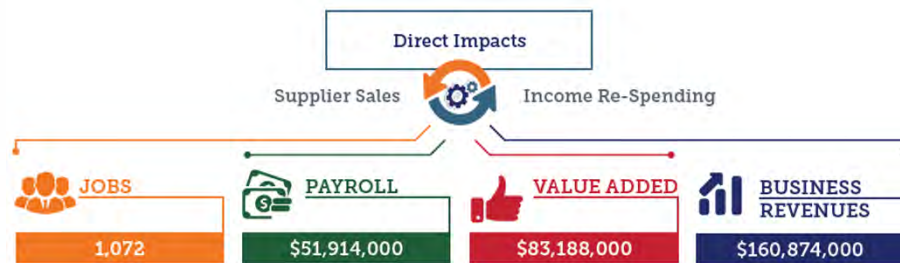 Direct Impacts
Supplier Sales
Income Re-Spending
JOBS
1,072
PAYROLL
$51,914,000
VALUE ADDED
$83,188,000
BUSINESS
REVENUES
$160,874,000